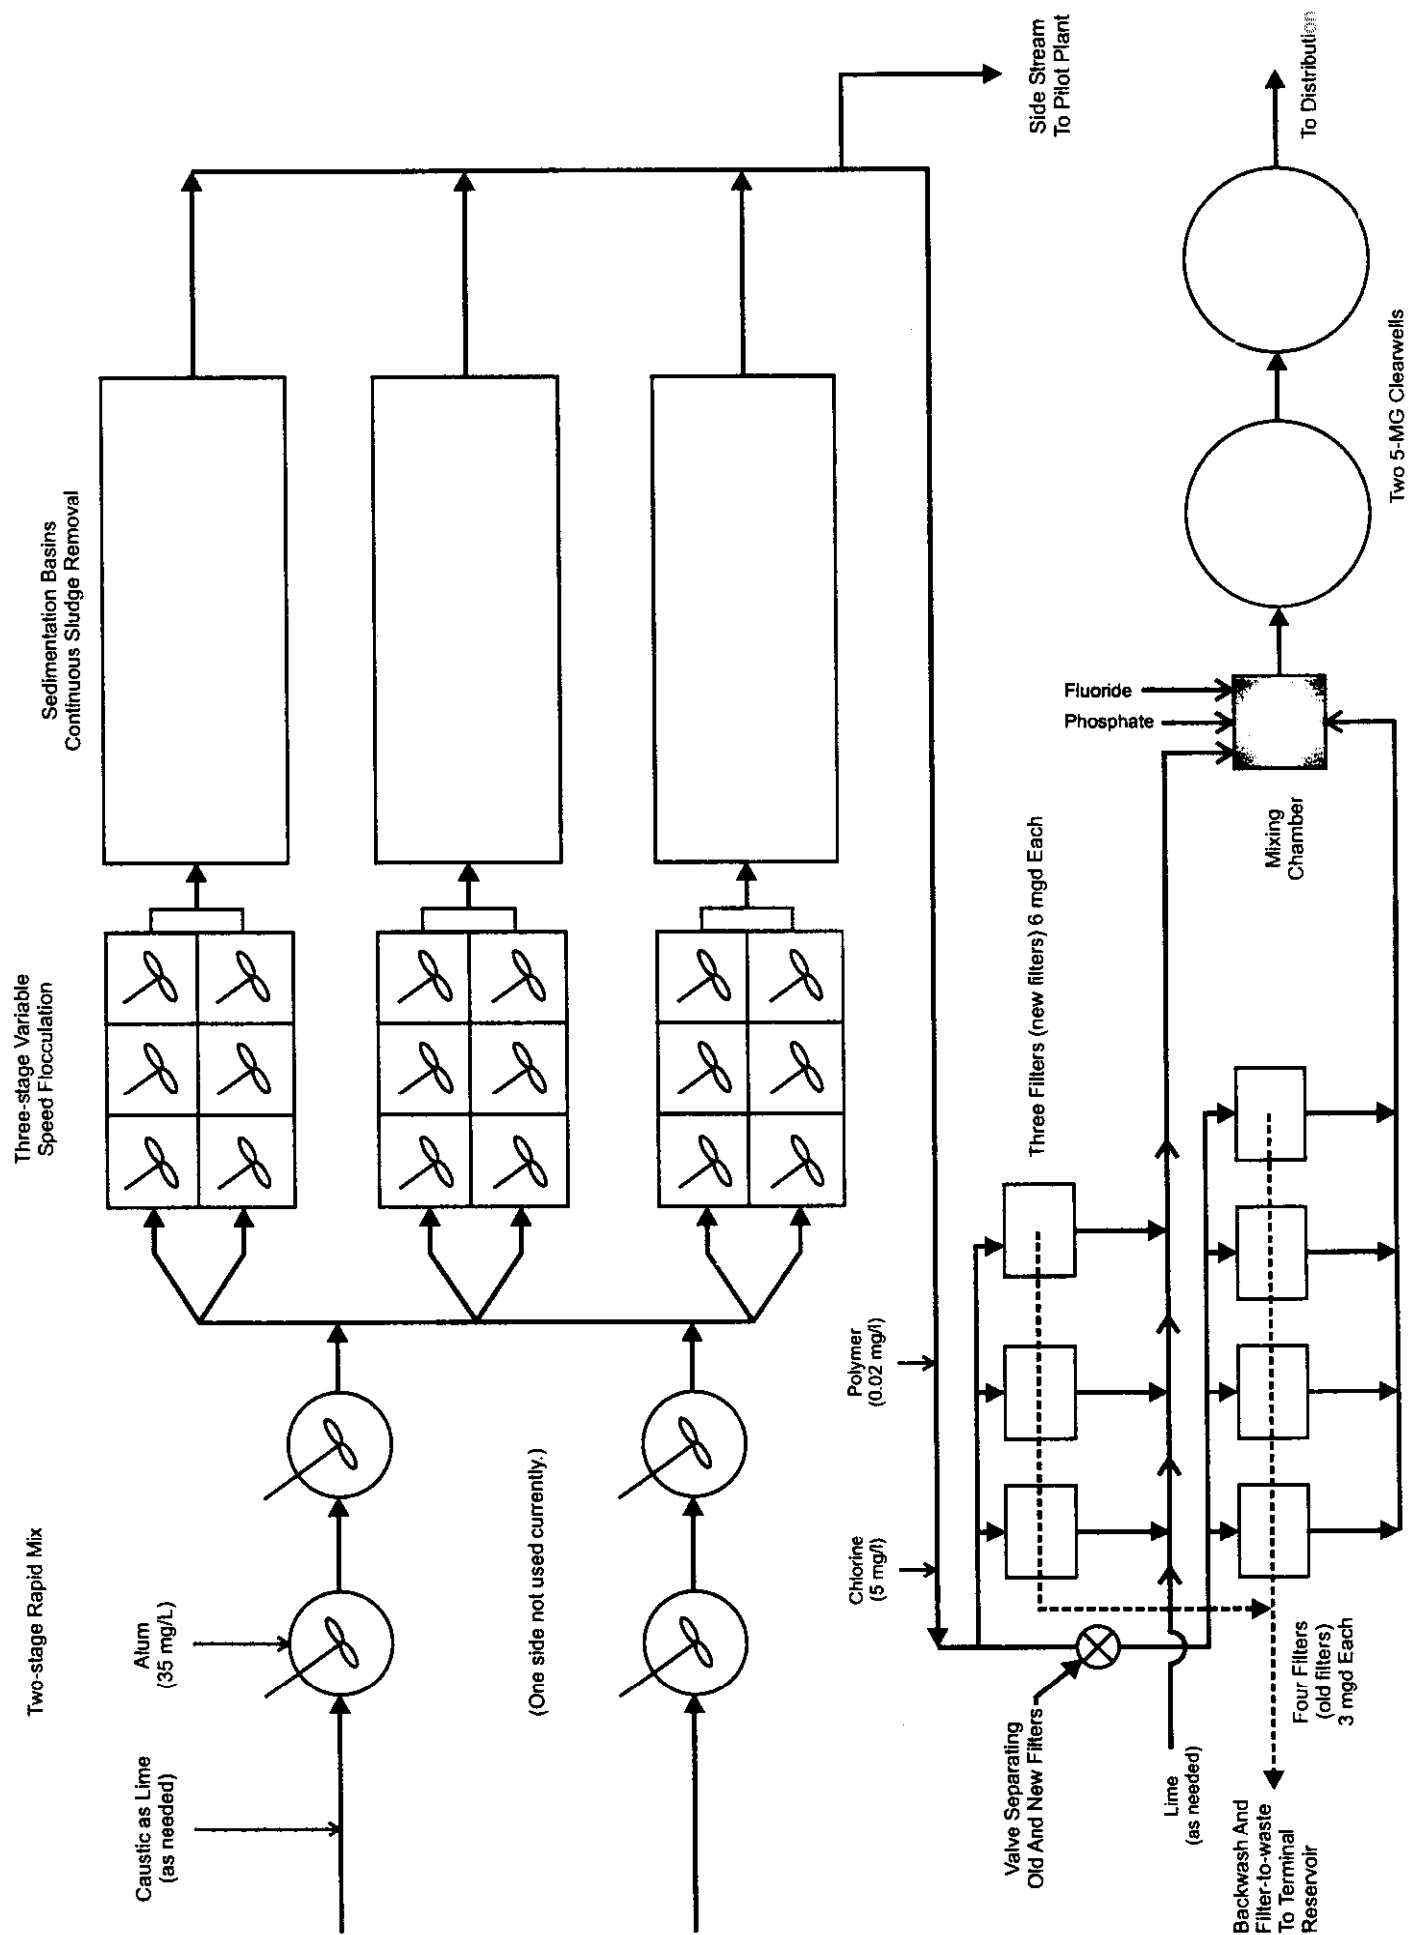 Two-stage Rapid Mix
Three-stage Variable
Speed Flocculation
Sedimentation Basins
Continuous Sludge Removal
Caustic as Lime
(as needed)
Alum
(35 mg/L)
(One side not used currently.)
Side Stream
To Pilot Plant
Chlorine
(5 mg/l)
Polymer
(0.02 mg/l)
Valve Separating
Old And New Filters
Three Filters (new filters) 6 mgd Each
Fluoride
Phosphate
Lime
(as needed)
Mixing
Chamber
To Distribution
Backwash And
Filter-to-waste
To Terminal
Reservoir
Four Filters
(old filters)
3 mgd Each
Two 5-MG Clearwells